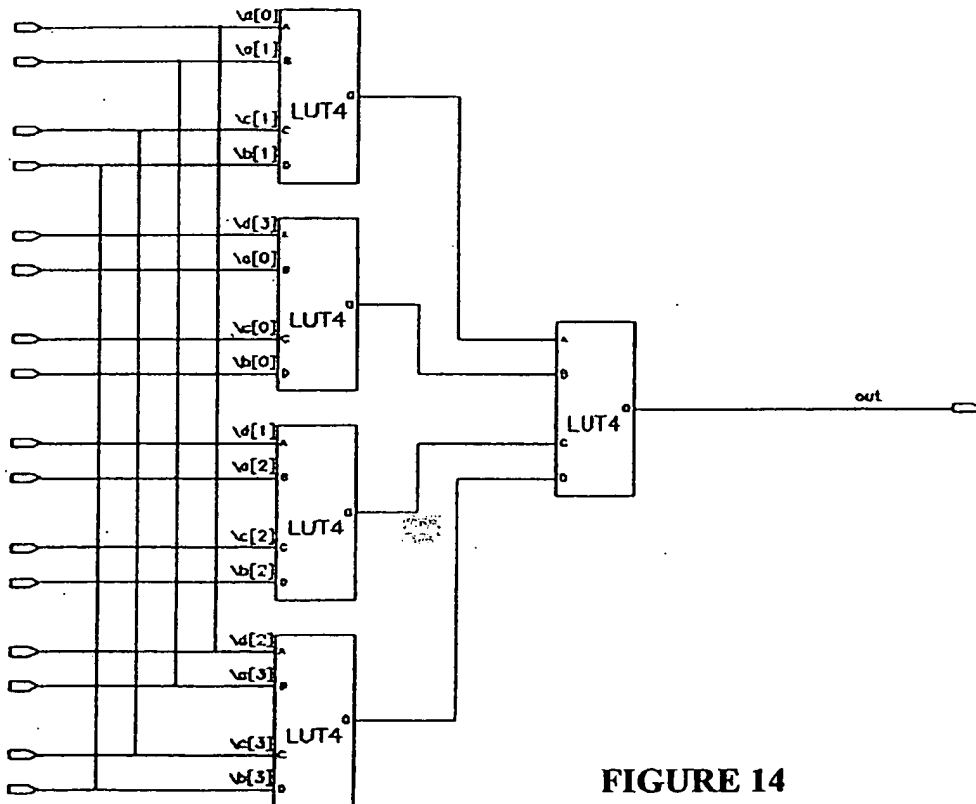 \d[0]
A
\a[1]
B
O
LUT4
\c[1]
C
\b[1]
D
\d[3]
A
\a[0]
B
O
LUT4
\c[0]
C
\b[0]
D
A
B
O
out
LUT4
C
D
\d[1]
A
\a[2]
B
O
LUT4
\c[2]
C
\b[2]
D
\d[2]
A
\a[3]
B
O
LUT4
\c[3]
C
\b[3]
D
FIGURE 14